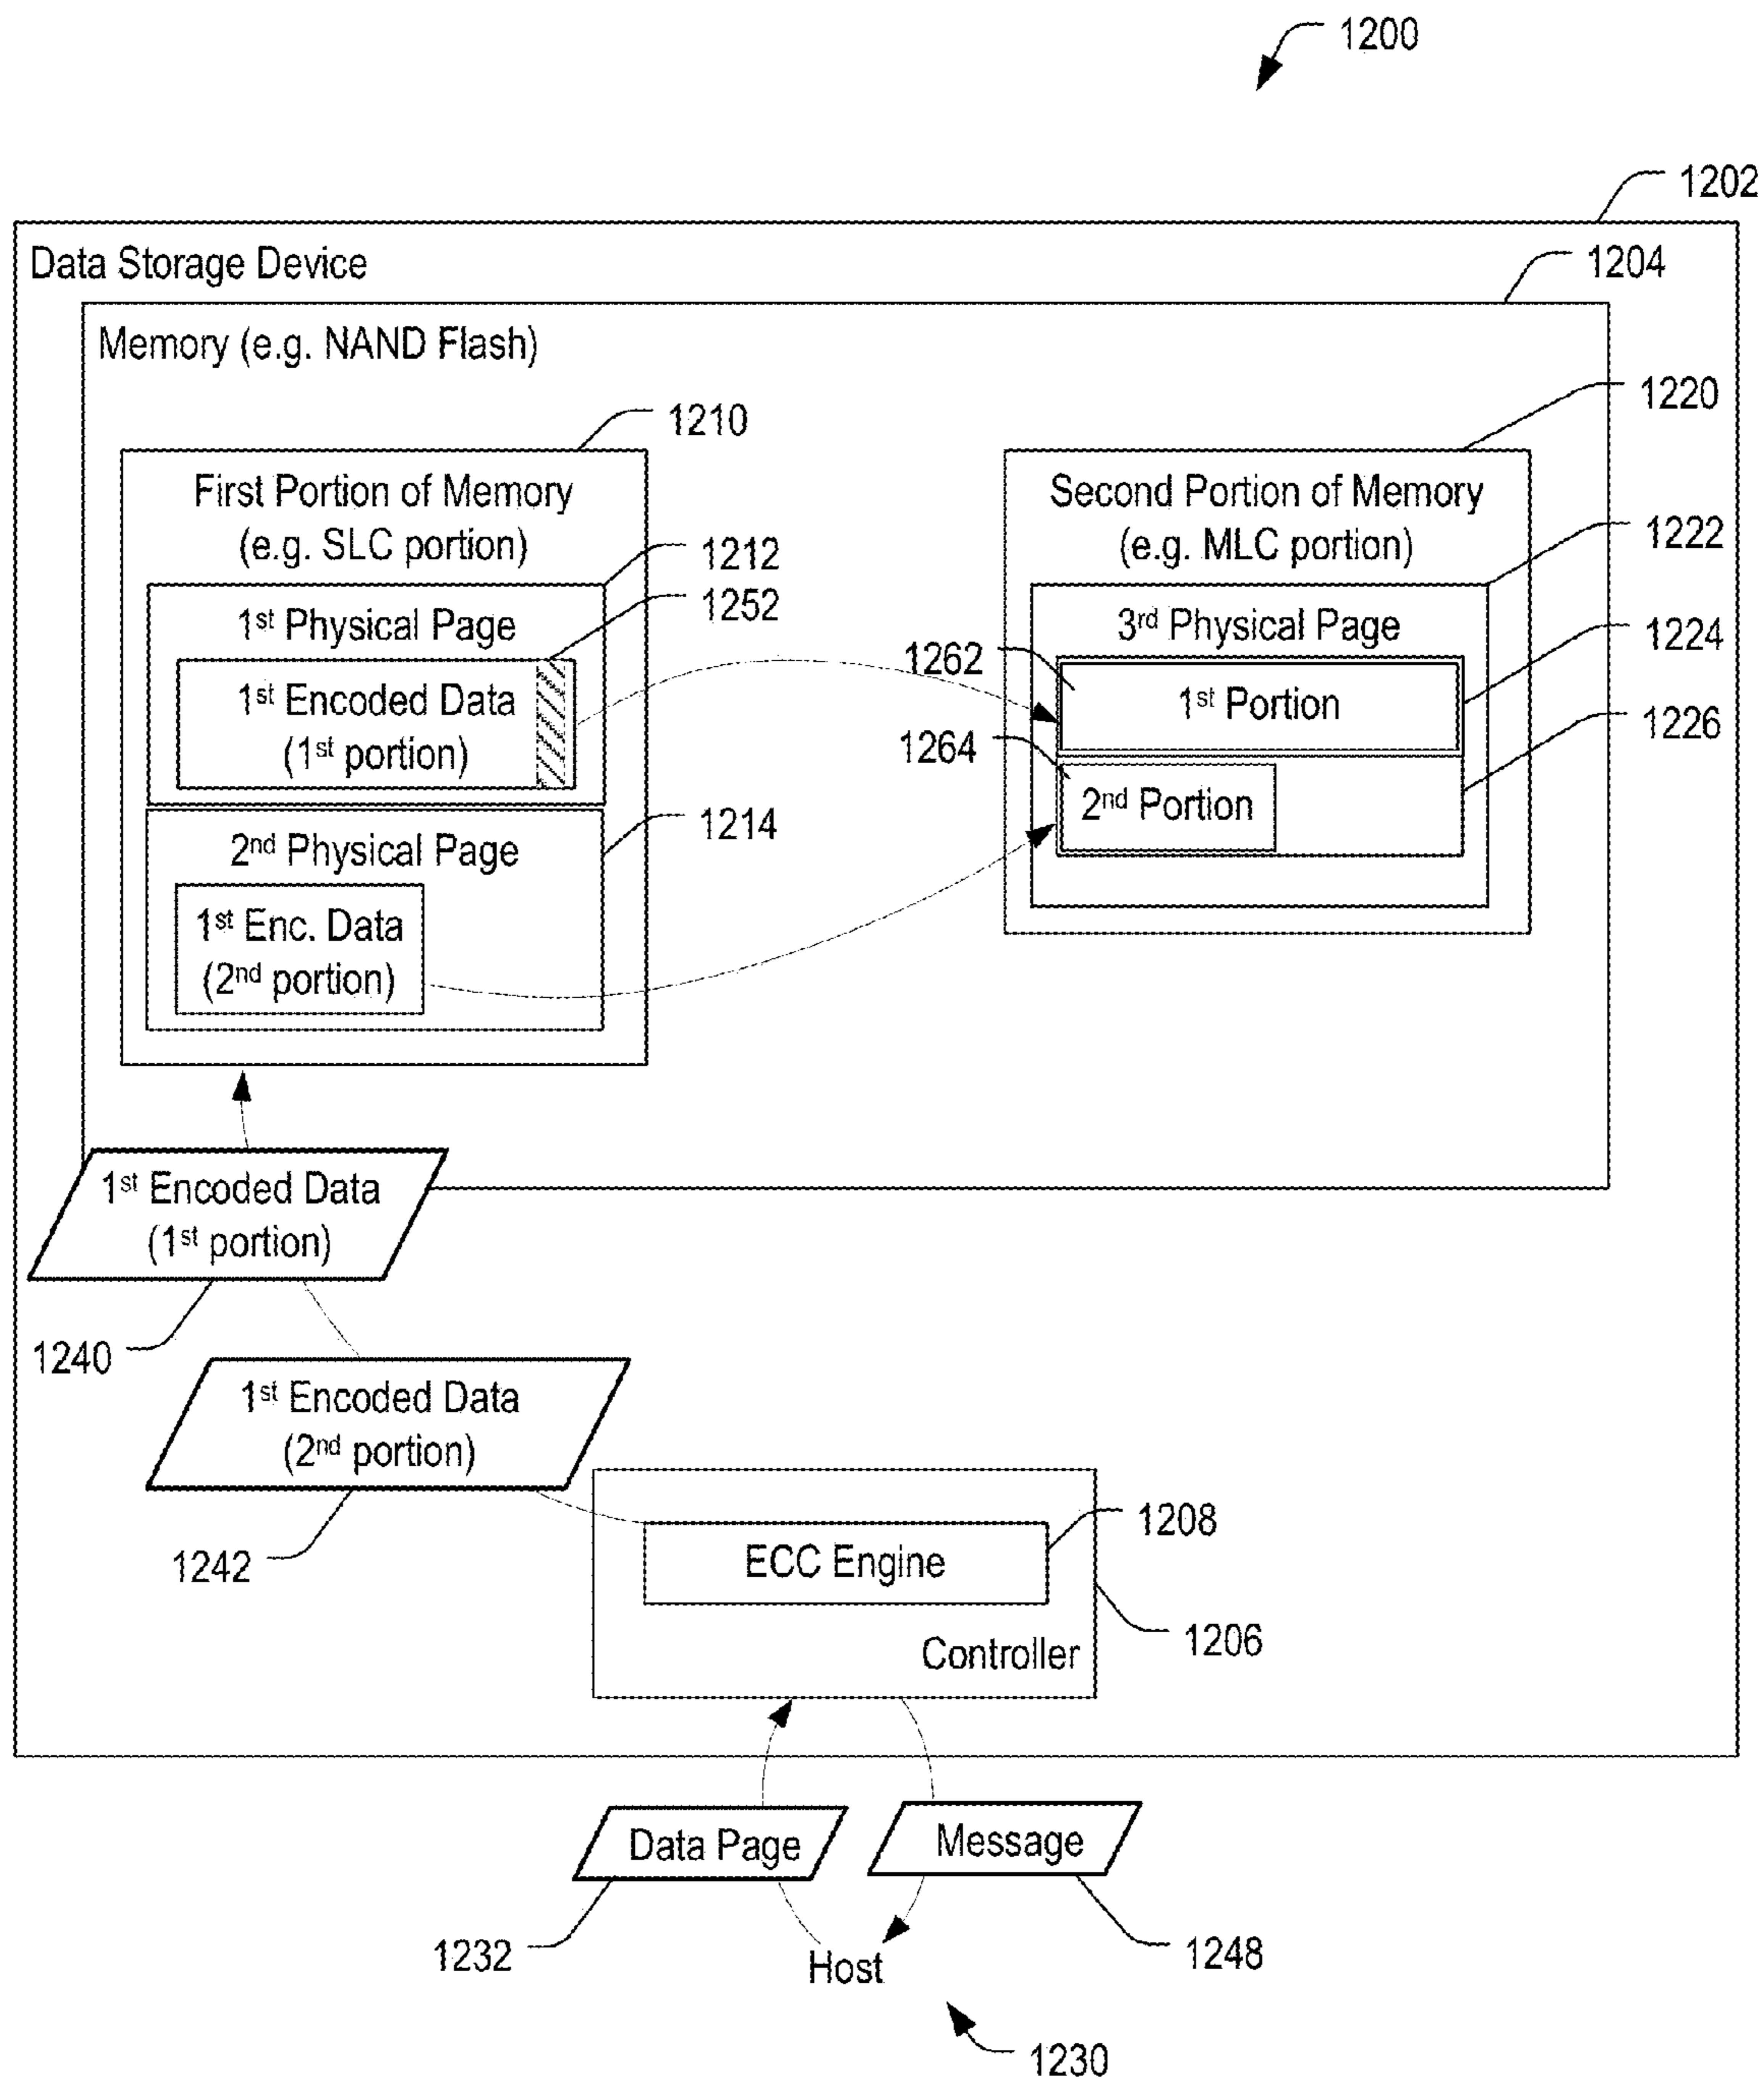 1200
1202
Data Storage Device
1204
Memory (e.g. NAND Flash)
1210
1220
First Portion of Memory
(e.g. SLC portion)
Second Portion of Memory
(e.g. MLC portion)
1212
1222
1252
1st Physical Page
3rd Physical Page
1224
1st Encoded Data
(1st portion)
1262
1st Portion
1226
1264
2nd Portion
1214
2nd Physical Page
1st Enc. Data
(2nd portion)
1st Encoded Data
(1st portion)
1240
1st Encoded Data
(2nd portion)
1242
1208
ECC Engine
1206
Controller
Data Page
Message
1232
1248
Host
1230